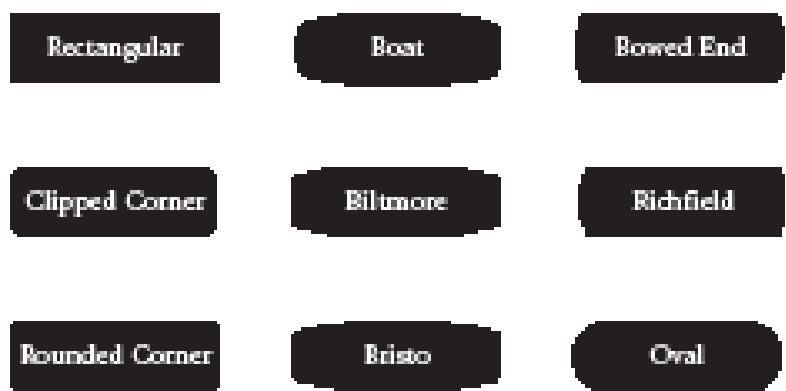 Rectangular
Boat
Bowed End
Clipped Corner
Biltmore
Richfield
Rounded Corner
Bristo
Oval